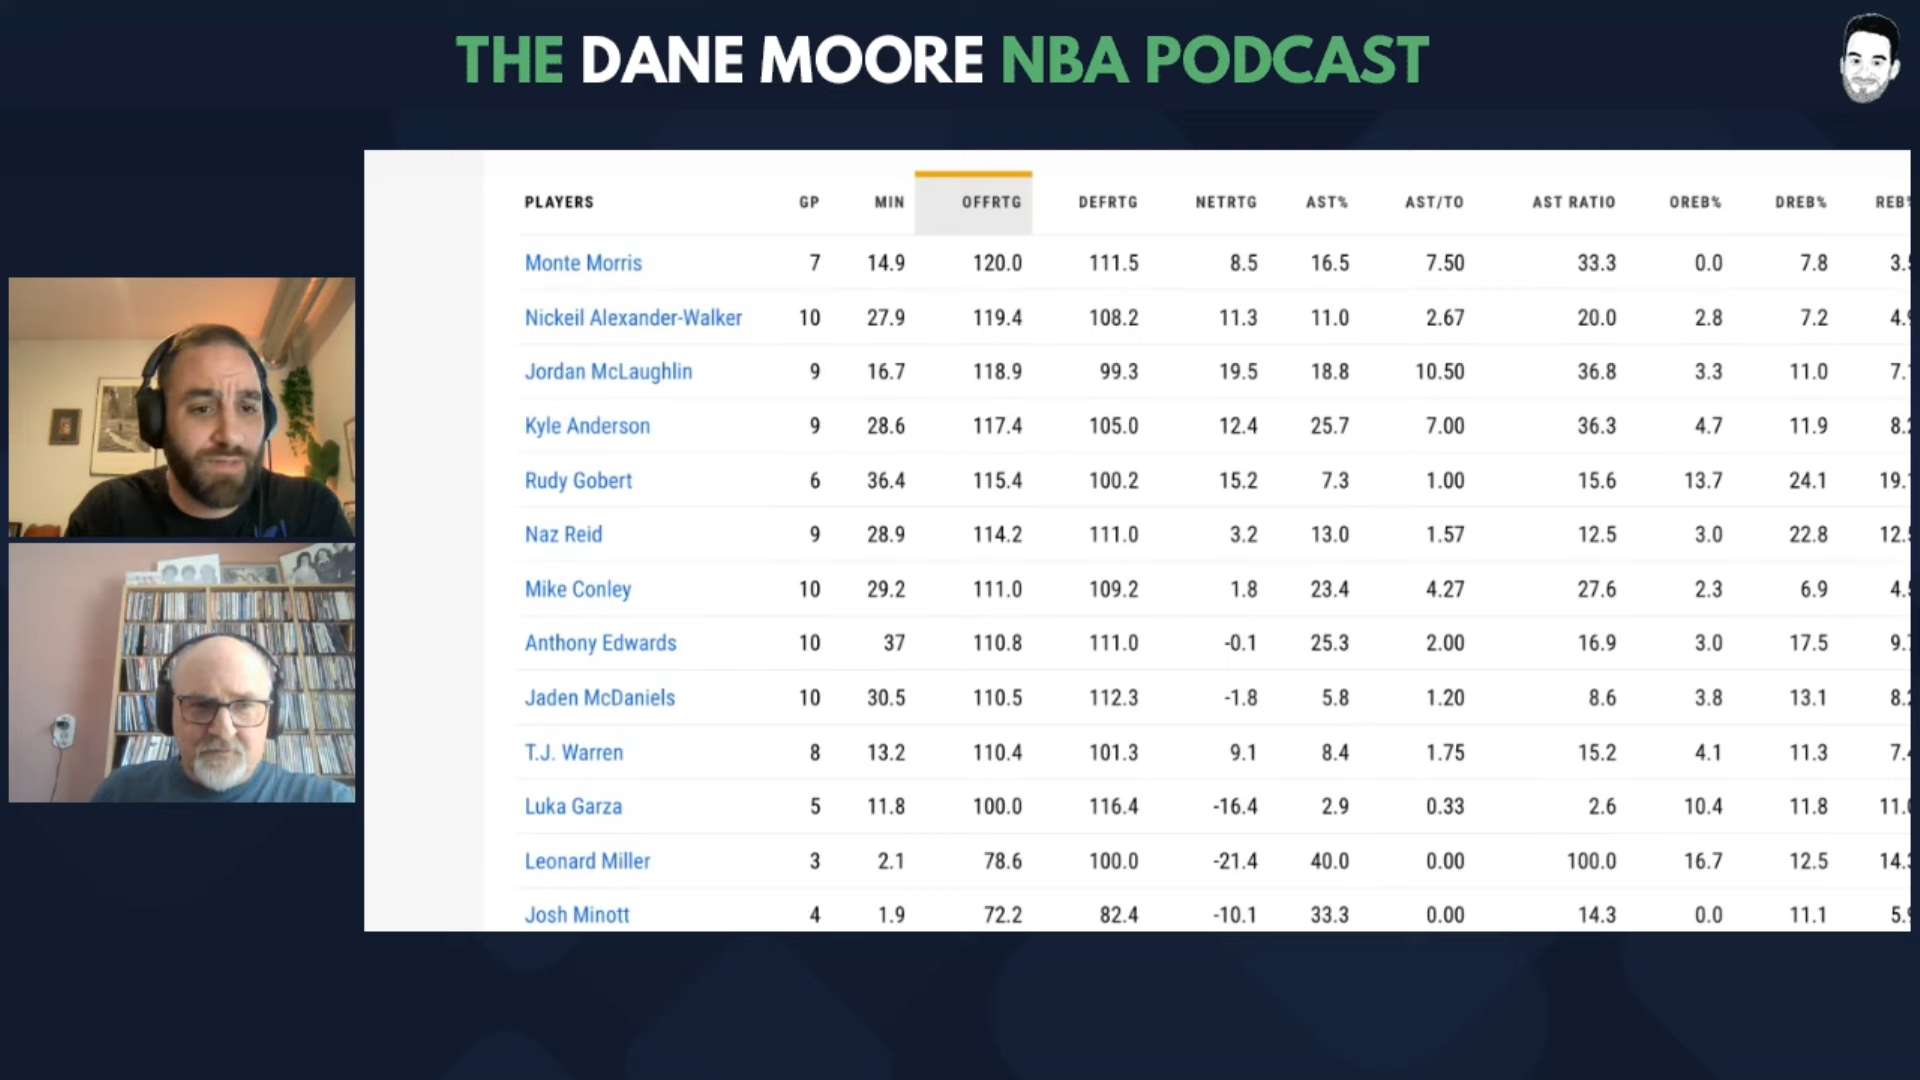 THE DANE MOORE NBA PODCAST
PLAYERS GP MIN OFFRTG DEFRTG NETRTG AST% AST/TO AST RATIO OREB% DREB% REB%
Monte Morris 7 14.9 120.0 111.5 8.5 16.5 7.50 33.3 0.0 7.8
Nickeil Alexander-Walker 10 27.9 119.4 108.2 11.3 11.0 2.67 20.0 2.8 7.2
Jordan McLaughlin 9 16.7 118.9 99.3 19.5 18.8 10.50 36.8 3.3 11.0
Kyle Anderson 9 28.6 117.4 105.0 12.4 25.7 7.00 36.3 4.7 11.9
Rudy Gobert 6 36.4 115.4 100.2 15.2 7.3 1.00 15.6 13.7 24.1
Naz Reid 9 28.9 114.2 111.0 3.2 13.0 1.57 12.5 3.0 22.8
Mike Conley 10 29.2 111.0 109.2 1.8 23.4 4.27 27.6 2.3 6.9
Anthony Edwards 10 37 110.8 111.0 -0.1 25.3 2.00 16.9 3.0 17.5
Jaden McDaniels 10 30.5 110.5 112.3 -1.8 5.8 1.20 8.6 3.8 13.1
T.J. Warren 8 13.2 110.4 101.3 9.1 8.4 1.75 15.2 4.1 11.3
Luka Garza 5 11.8 100.0 116.4 -16.4 2.9 0.33 2.6 10.4 11.8
Leonard Miller 3 2.1 78.6 100.0 -21.4 40.0 0.00 100.0 16.7 12.5
Josh Minott 4 1.9 72.2 82.4 -10.1 33.3 0.00 14.3 0.0 11.1